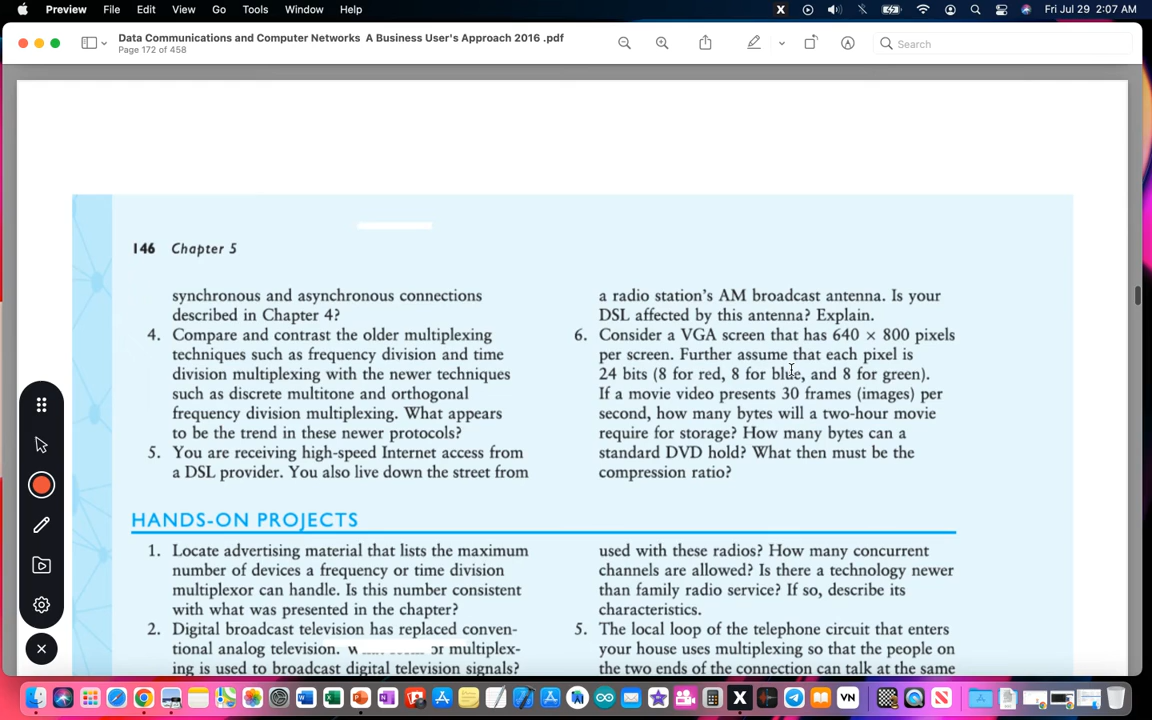 Preview File Edit View Go Tools Window Help
X
Fri Jul 29 2:07 AM
Data Communications and Computer Networks A Business User's Approach 2016 .pdf
Page 172 of 458
Search
146 Chapter 5
synchronous and asynchronous connections
described in Chapter 4?
4. Compare and contrast the older multiplexing
techniques such as frequency division and time
division multiplexing with the newer techniques
such as discrete multitone and orthogonal
frequency division multiplexing. What appears
to be the trend in these newer protocols?
5. You are receiving high-speed Internet access from
a DSL provider. You also live down the street from
a radio station's AM broadcast antenna. Is your
DSL affected by this antenna? Explain.
6. Consider a VGA screen that has 640 × 800 pixels
per screen. Further assume that each pixel is
24 bits (8 for red, 8 for blue, and 8 for green).
If a movie video presents 30 frames (images) per
second, how many bytes will a two-hour movie
require for storage? How many bytes can a
standard DVD hold? What then must be the
compression ratio?
HANDS-ON PROJECTS
1. Locate advertising material that lists the maximum
number of devices a frequency or time division
multiplexor can handle. Is this number consistent
with what was presented in the chapter?
2. Digital broadcast television has replaced conven-
tional analog television. of multiplex-
ing is used to broadcast digital television signals?
used with these radios? How many concurrent
channels are allowed? Is there a technology newer
than family radio service? If so, describe its
characteristics.
5. The local loop of the telephone circuit that enters
your house uses multiplexing so that the people on
the two ends of the connection can talk at the same
X
VN